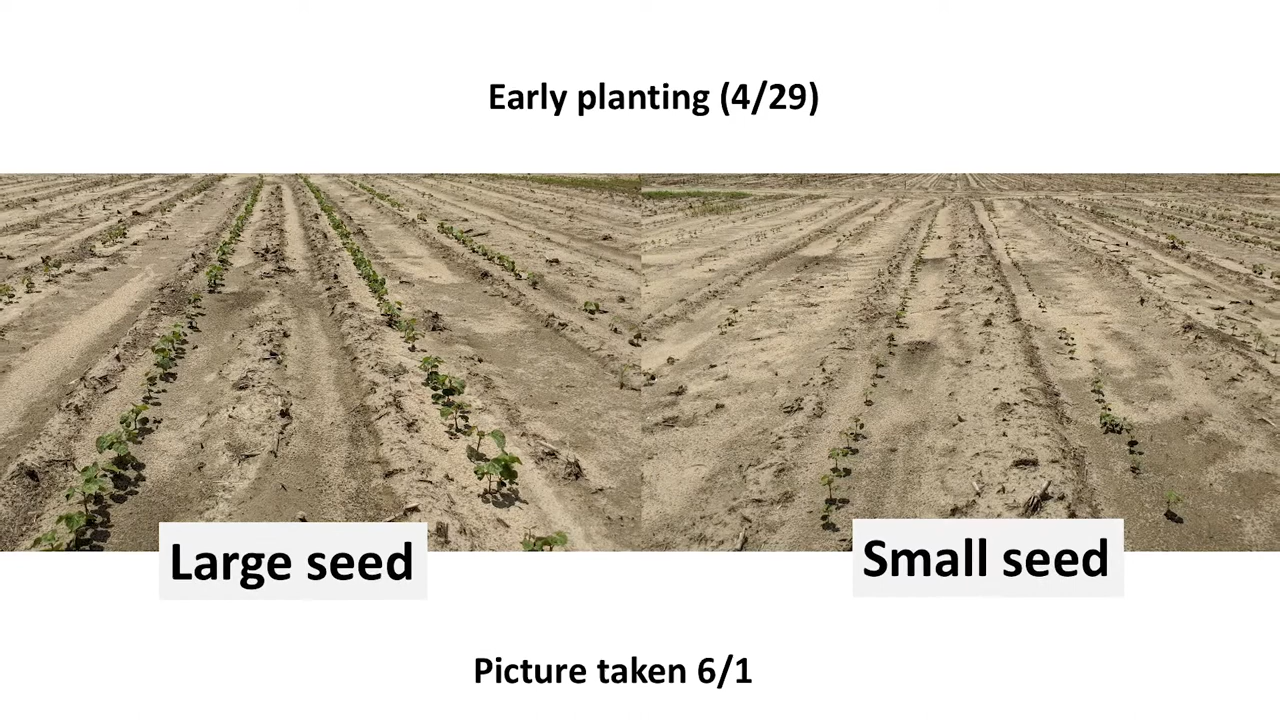 Early planting (4/29)
Large seed
Small seed
Picture taken 6/1